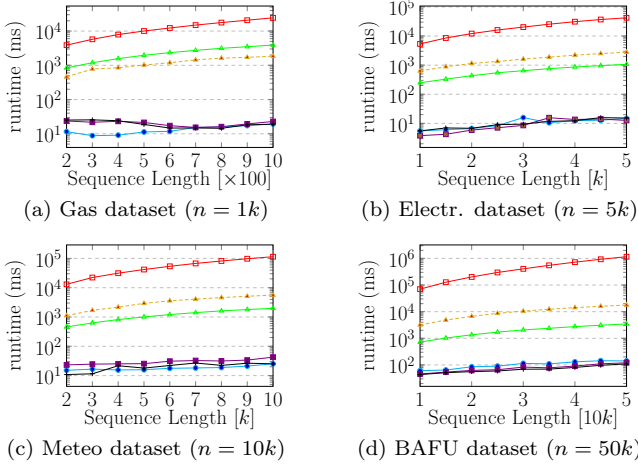 runtime (ms)
10^4
10^3
10^2
10^1
2 3 4 5 6 7 8 9 10
Sequence Length [×100]
(a) Gas dataset (n = 1k)
runtime (ms)
10^5
10^4
10^3
10^2
10^1
1 2 3 4 5
Sequence Length [k]
(b) Electr. dataset (n = 5k)
runtime (ms)
10^5
10^4
10^3
10^2
10^1
1 2 3 4 5 6 7 8 9 10
Sequence Length [k]
(c) Meteo dataset (n = 10k)
runtime (ms)
10^6
10^5
10^4
10^3
10^2
1 2 3 4 5
Sequence Length [10k]
(d) BAFU dataset (n = 50k)